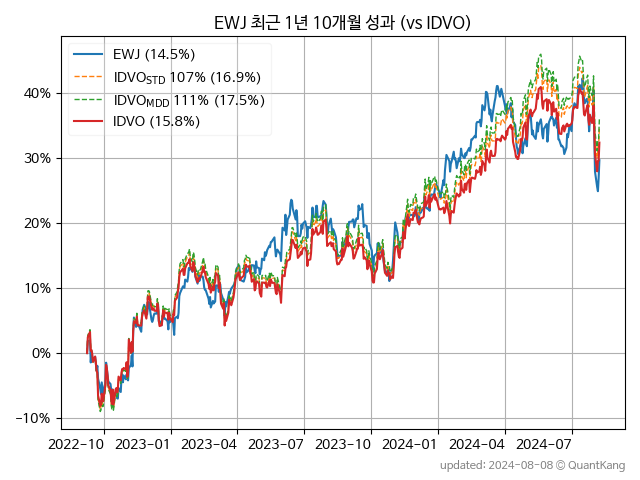 EWJ 최근 1년 10개월 성과 (vs IDVO)
EWJ (14.5%)
IDVO_STD 107% (16.9%)
IDVO_MDD 111% (17.5%)
IDVO (15.8%)
40%
30%
20%
10%
0%
−10%
2022-10 2023-01 2023-04 2023-07 2023-10 2024-01 2024-04 2024-07
updated: 2024-08-08 © QuantKang